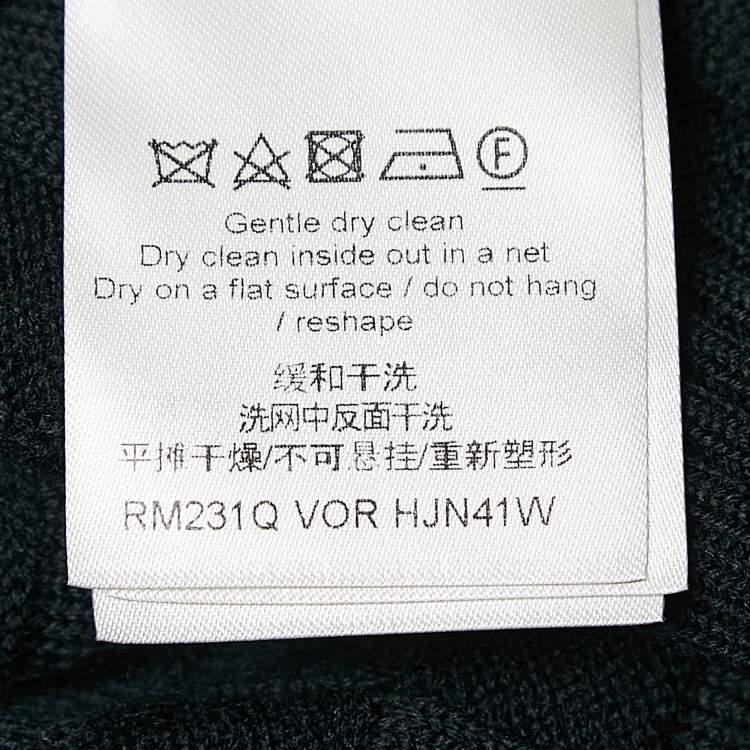 F
Gentle dry clean
Dry clean inside out in a net
Dry on a flat surface / do not hang
/ reshape
缓和干洗
洗网中反面干洗
平摊干燥/不可悬挂/重新塑形
RM231Q VOR HJN41W